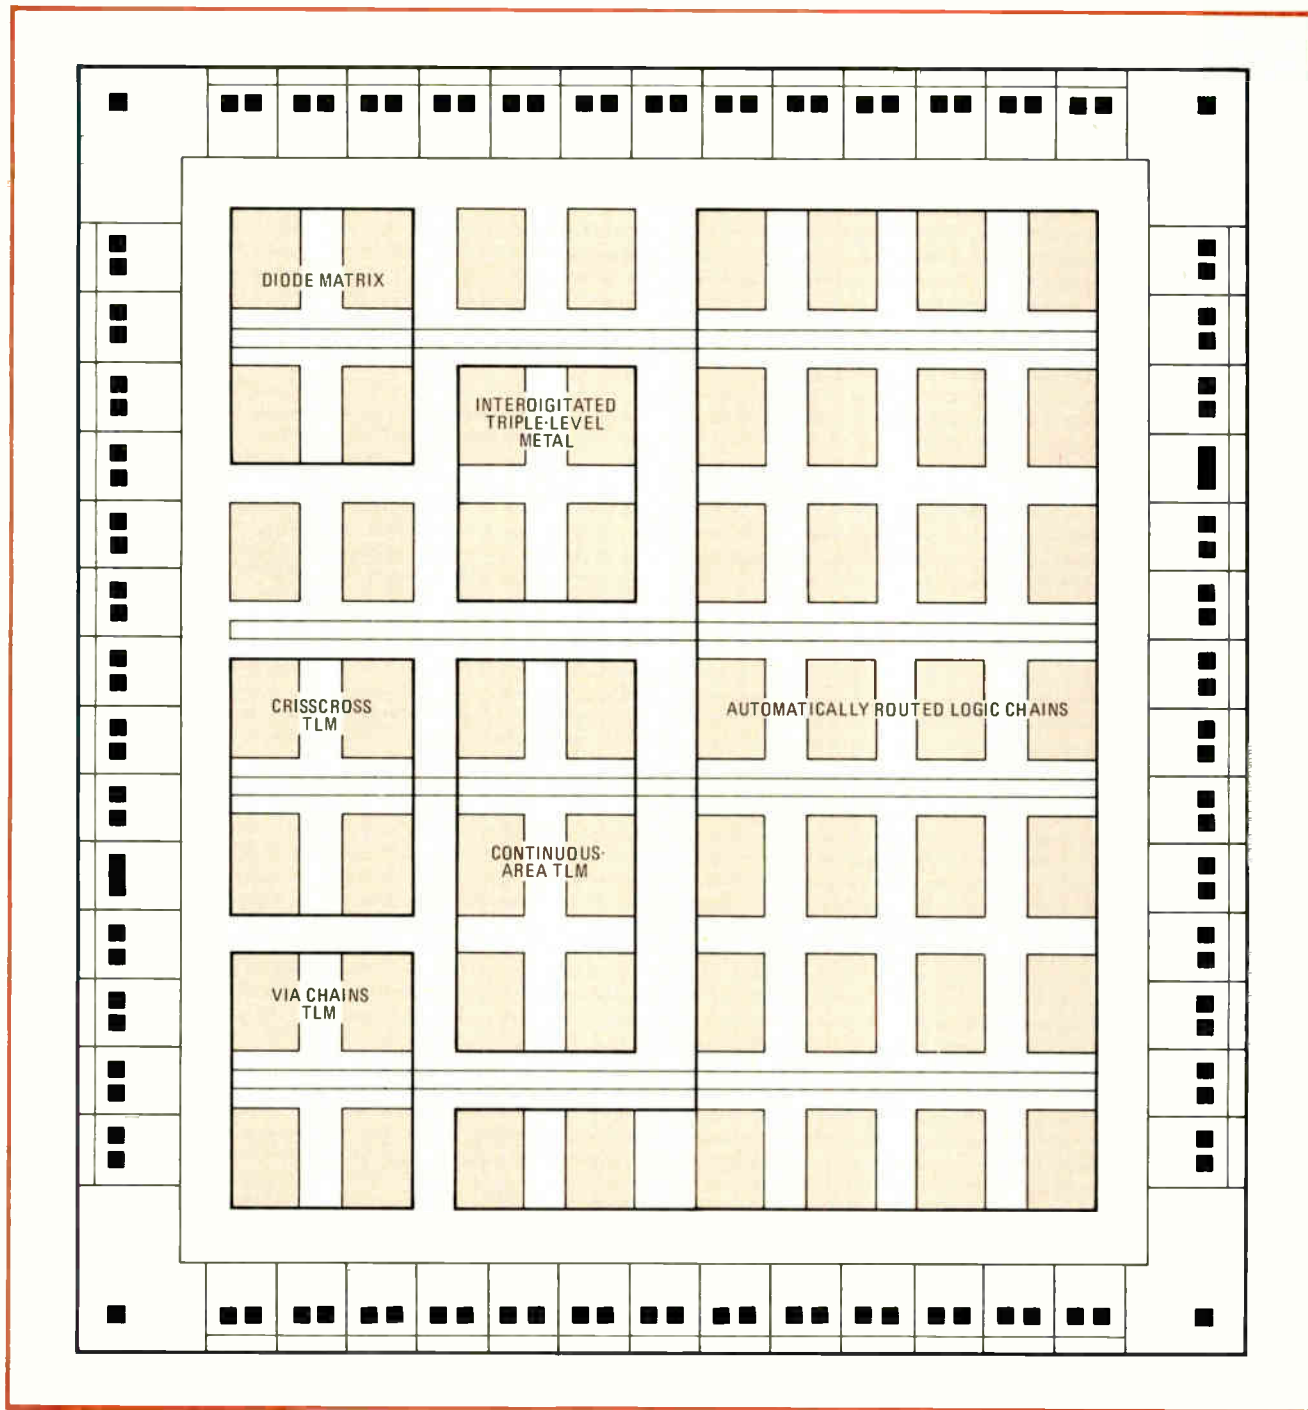 DIODE MATRIX
INTERDIGITATED
TRIPLE-LEVEL
METAL
CRISSCROSS
TLM
AUTOMATICALLY ROUTED LOGIC CHAINS
CONTINUOUS-
AREA TLM
VIA CHAINS
TLM